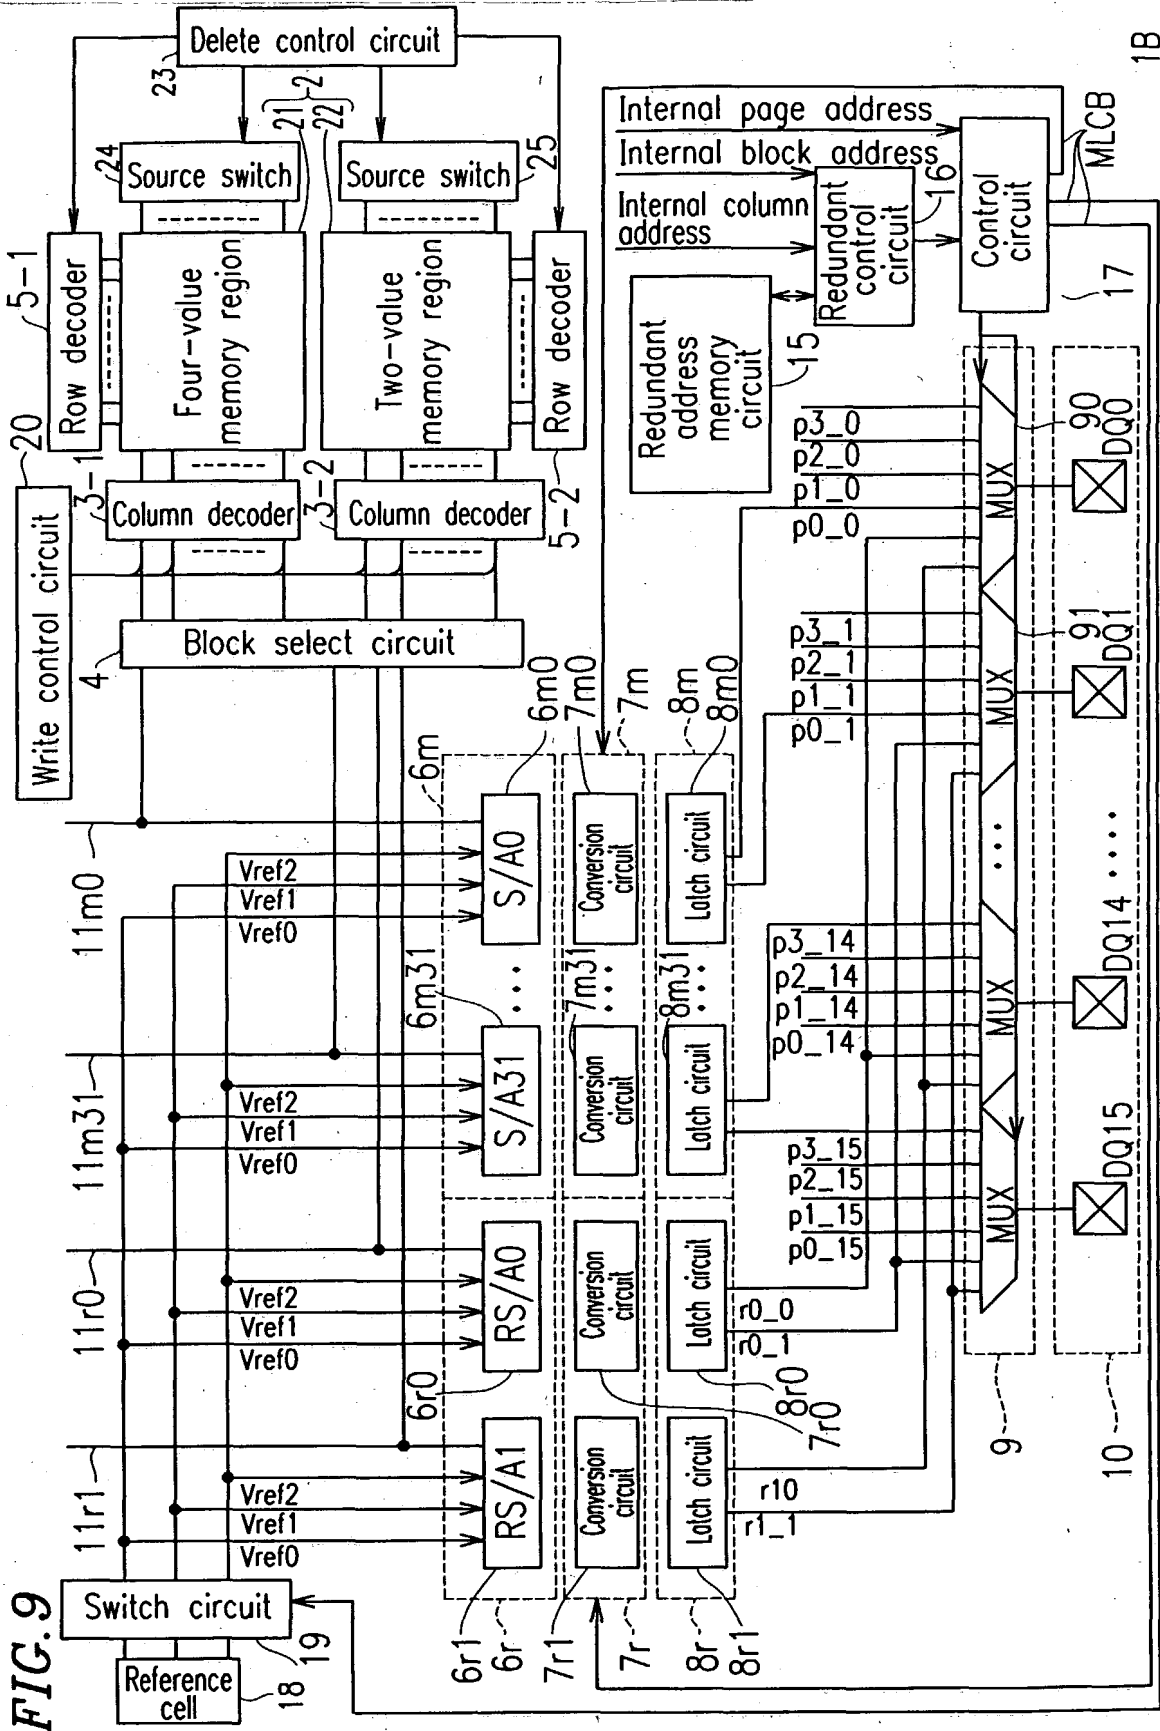 FIG.9
1B
Delete control circuit
23
24
Source switch
21
22
2
Source switch
25
5-1
Row decoder
Four-value
memory region
Two-value
memory region
Row decoder
5-2
20
Write control circuit
3-1
Column decoder
3-2
Column decoder
4
Block select circuit
Internal page address
Internal block address
Internal column
address
Redundant
address
memory
circuit
15
Redundant
control
circuit
16
Control
circuit
17
MLCB
11r1
11r0
11m31
11m0
Switch circuit
19
Reference
cell
18
Vref2
Vref1
Vref0
Vref2
Vref1
Vref0
Vref2
Vref1
Vref0
Vref2
Vref1
Vref0
6r1
6r
RS/A1
6r0
RS/A0
6m31
S/A31
...
S/A0
6m
6m0
7r1
7r
Conversion
circuit
7r0
Conversion
circuit
7m31
Conversion
circuit
...
Conversion
circuit
7m0
7m
8r1
8r
Latch circuit
8r0
Latch circuit
8m31
Latch circuit
...
Latch circuit
8m
8m0
r1_1
r10
r0_1
r0_0
p0_15
p1_15
p2_15
p3_15
p0_14
p1_14
p2_14
p3_14
p0_1
p1_1
p2_1
p3_1
p0_0
p1_0
p2_0
p3_0
9
MUX
MUX
...
MUX
91
MUX
90
10
DQ15
DQ14
.....
DQ1
DQ0